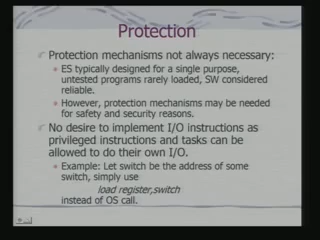 Protection
Protection mechanisms not always necessary:
ES typically designed for a single purpose,
untested programs rarely loaded, SW considered
reliable.
However, protection mechanisms may be needed
for safety and security reasons.
No desire to implement I/O instructions as
privileged instructions and tasks can be
allowed to do their own I/O.
Example: Let switch be the address of some
switch, simply use
load register,switch
instead of OS call.